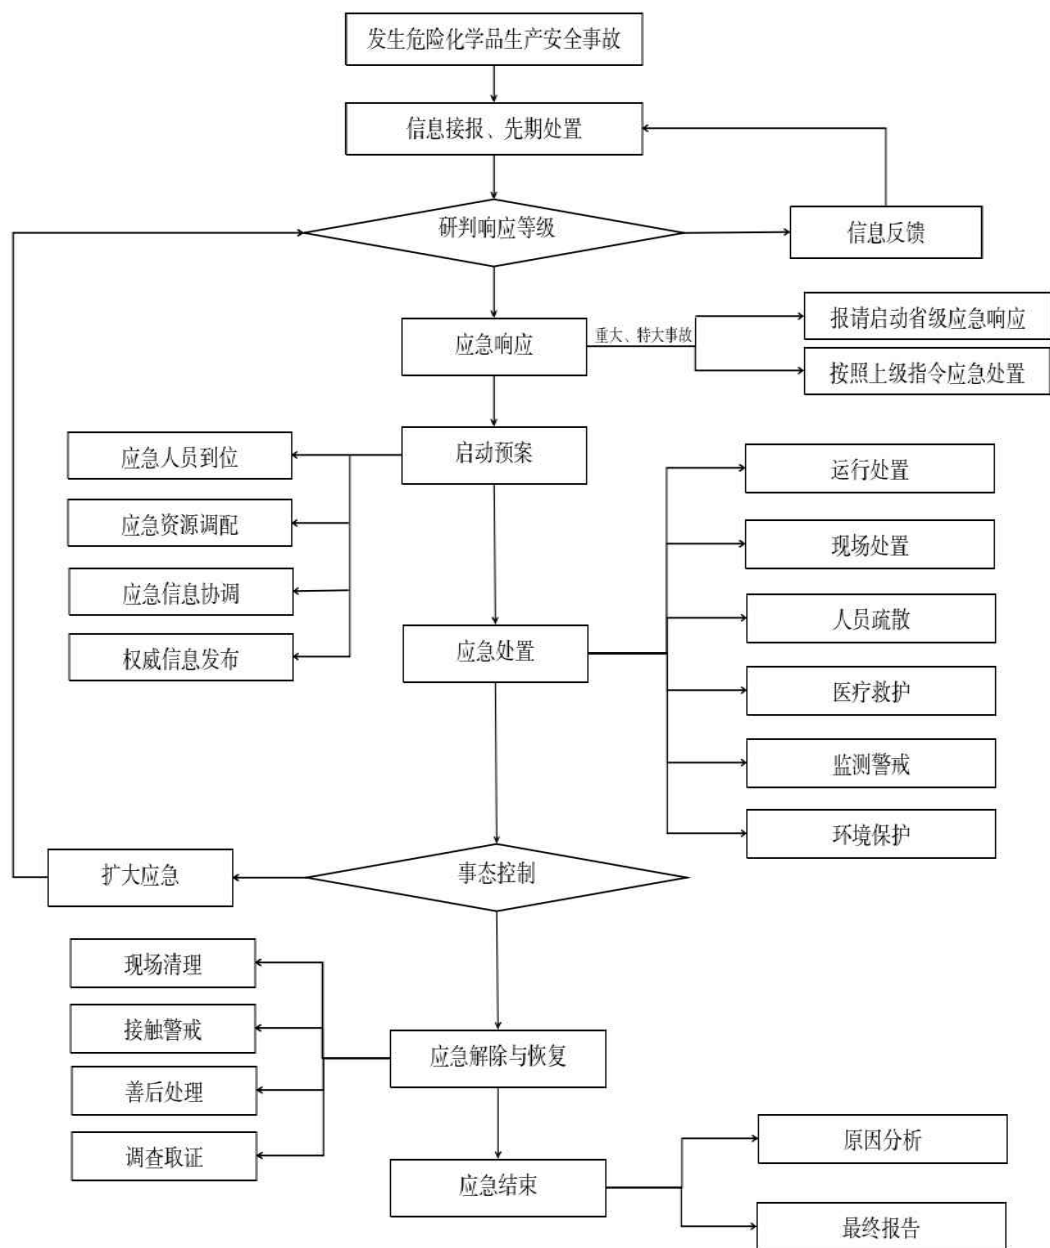 发生危险化学品生产安全事故
信息接报、先期处置
研判响应等级
信息反馈
应急响应
重大、特大事故
报请启动省级应急响应
按照上级指令应急处置
启动预案
应急人员到位
应急资源调配
应急信息协调
权威信息发布
应急处置
运行处置
现场处置
人员疏散
医疗救护
监测警戒
环境保护
事态控制
扩大应急
现场清理
接触警戒
善后处理
调查取证
应急解除与恢复
应急结束
原因分析
最终报告